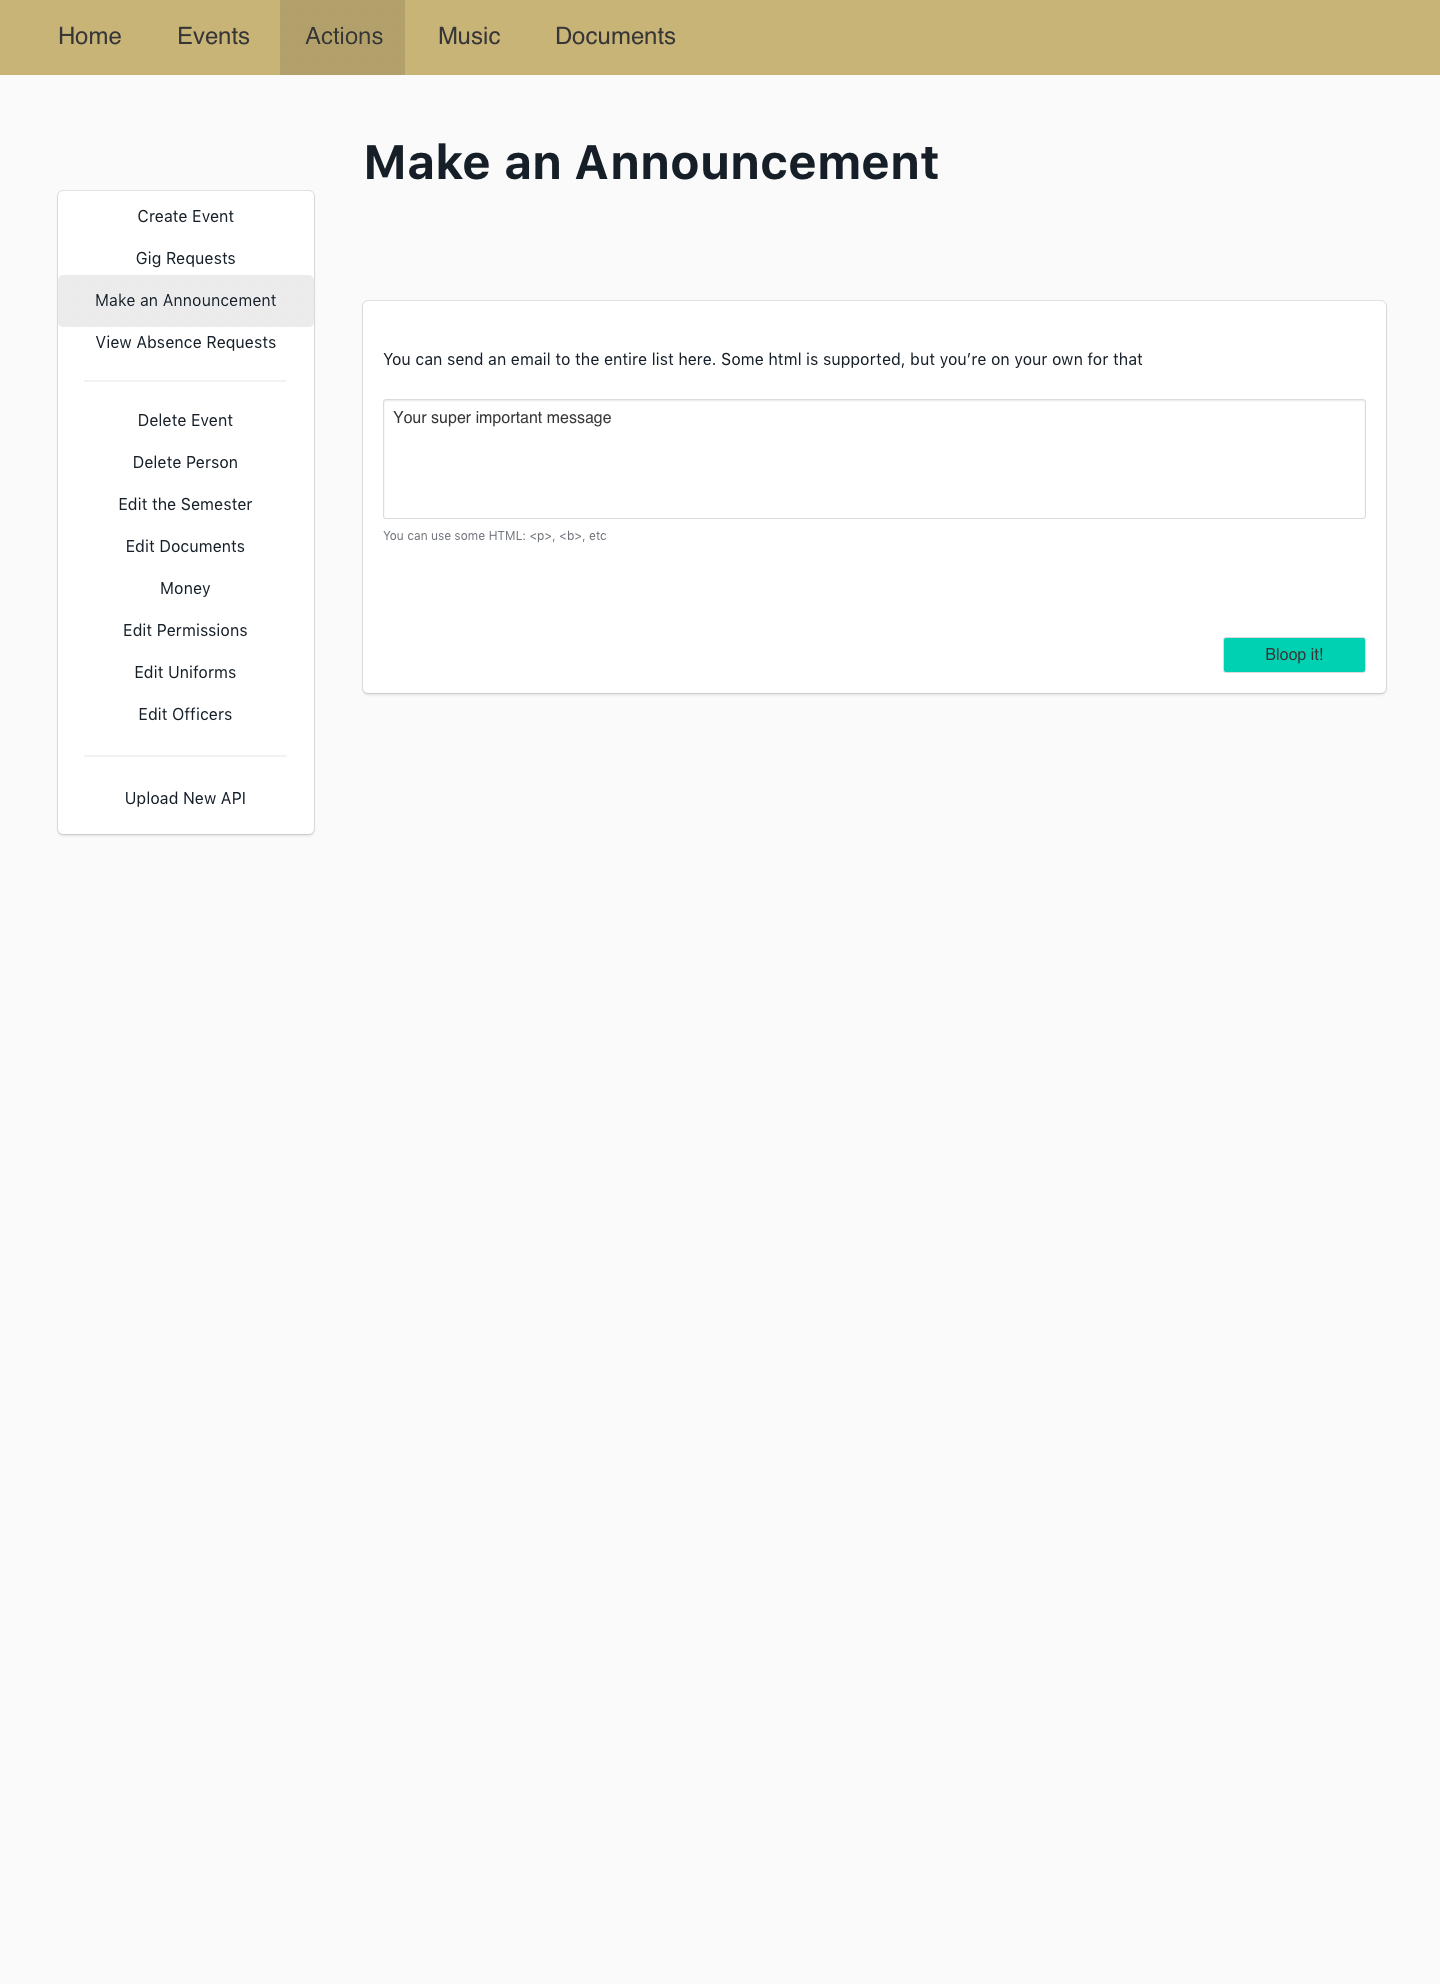 Home Events Actions Music Documents
Make an Announcement
Create Event
Gig Requests
Make an Announcement
View Absence Requests
Delete Event
Delete Person
Edit the Semester
Edit Documents
Money
Edit Permissions
Edit Uniforms
Edit Officers
Upload New API
You can send an email to the entire list here. Some html is supported, but you’re on your own for that
Your super important message
You can use some HTML: <p>, <b>, etc
Bloop it!